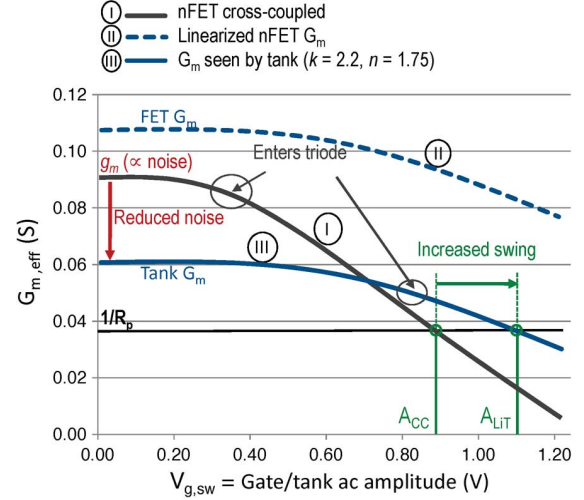 I nFET cross-coupled
II Linearized nFET Gm
III Gm seen by tank (k = 2.2, n = 1.75)
0.12
FET Gm
0.10
gm (∝ noise)
Enters triode
II
0.08
Reduced noise
I
Increased swing
III
0.06
Tank Gm
1/Rp
0.04
0.02
ACC
ALiT
0.00
Gm,eff (S)
0.00 0.20 0.40 0.60 0.80 1.00 1.20
Vg,sw = Gate/tank ac amplitude (V)